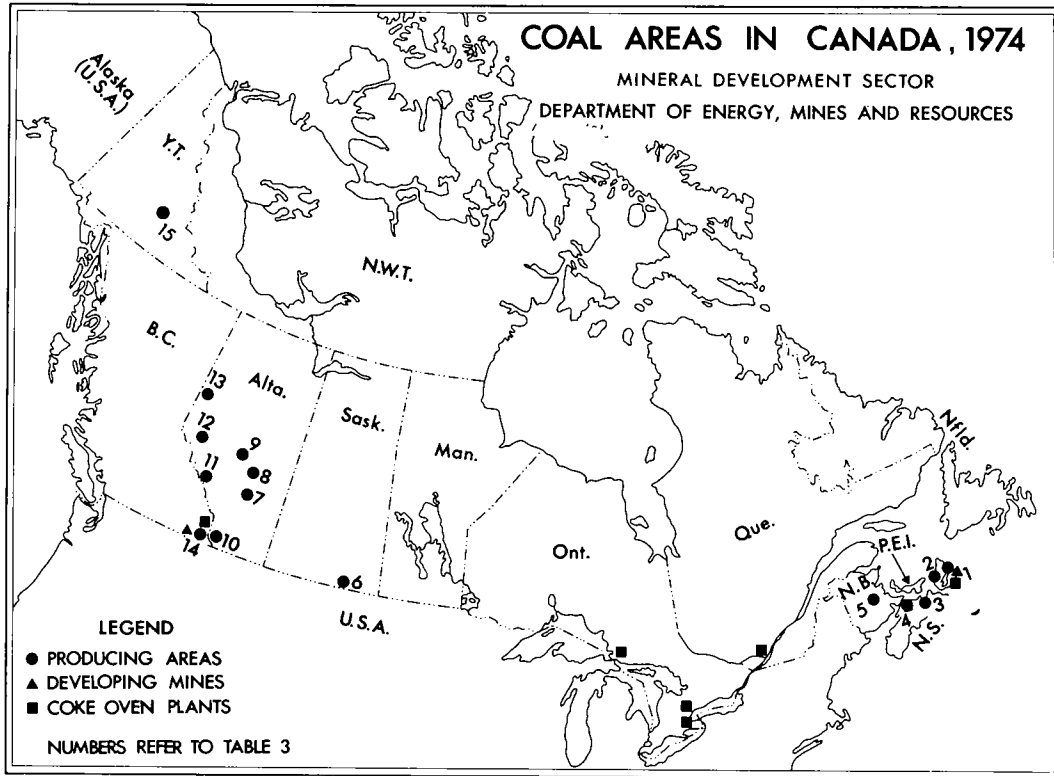 COAL AREAS IN CANADA, 1974
MINERAL DEVELOPMENT SECTOR
DEPARTMENT OF ENERGY, MINES AND RESOURCES
Alaska
(U.S.A.)
Y.T.
15
N.W.T.
B.C.
13
Alta.
12
9
Sask.
11
8
Man.
7
14
10
6
U.S.A.
Ont.
Que.
Nfld.
P.E.I.
2
1
N.B.
5
4
3
N.S.
LEGEND
PRODUCING AREAS
DEVELOPING MINES
COKE OVEN PLANTS
NUMBERS REFER TO TABLE 3